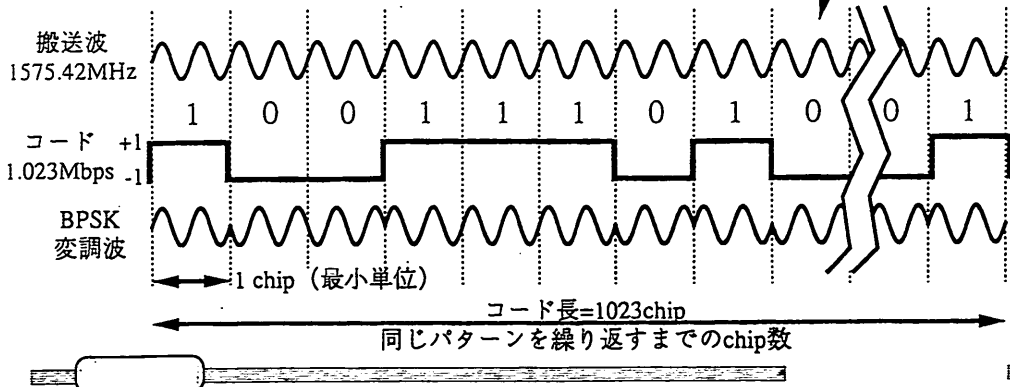 搬送波
1575.42MHz
1 0 0 1 1 1 0 1 0 0 1
コード +1
1.023Mbps -1
BPSK
変調波
1 chip（最小単位）
コード長=1023chip
同じパターンを繰り返すまでのchip数